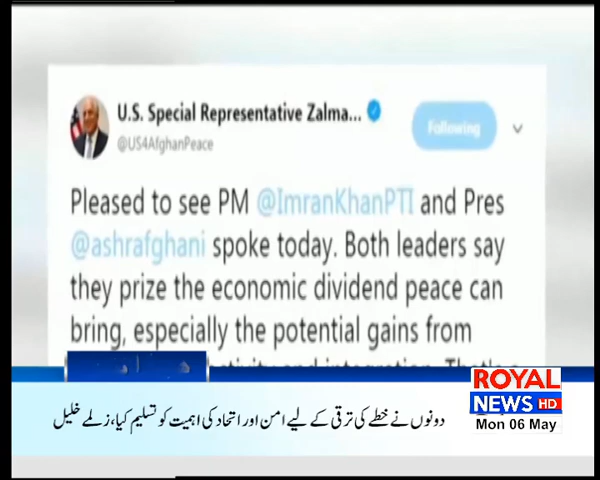 U.S. Special Representative Zalma...
@US4AfghanPeace
Following
Pleased to see PM @ImranKhanPTI and Pres
@ashrafghani spoke today. Both leaders say
they prize the economic dividend peace can
bring, especially the potential gains from
ROYAL
NEWS HD
Mon 06 May
دونوں نے خطے کی ترقی کے لیے امن اور اتحاد کی اہمیت کو تسلیم کیا، زلمے خلیل